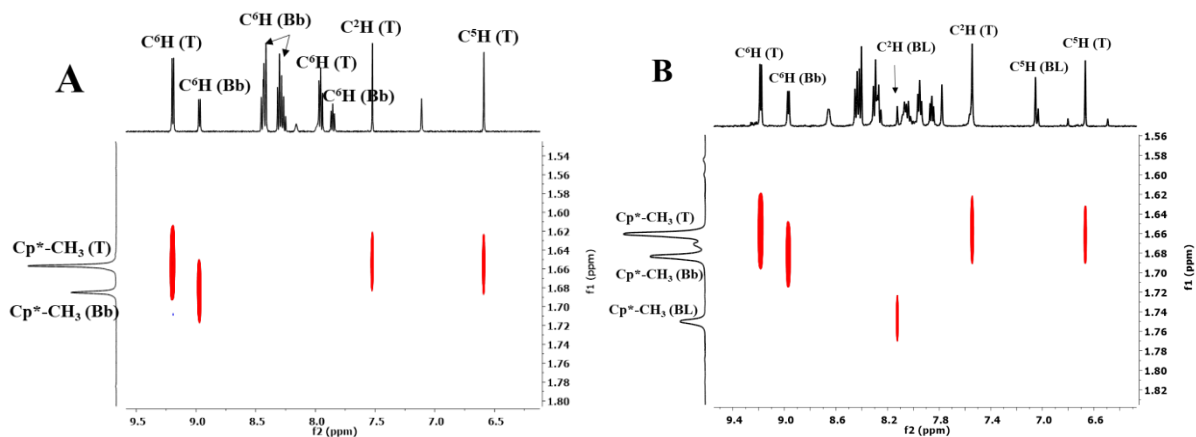 A
C⁶H (T)
C⁶H (Bb)
C⁶H (Bb)
C⁶H (T)
C⁶H (Bb)
C²H (T)
C⁵H (T)
Cp*-CH₃ (T)
Cp*-CH₃ (Bb)
1.54
1.56
1.58
1.60
1.62
1.64
1.66
1.68
1.70
1.72
1.74
1.76
1.78
1.80
f1 (ppm)
9.5 9.0 8.5 8.0 7.5 7.0 6.5
f2 (ppm)
B
C⁶H (T)
C⁶H (Bb)
C²H (BL)
C²H (T)
C⁵H (BL)
C⁵H (T)
Cp*-CH₃ (T)
Cp*-CH₃ (Bb)
Cp*-CH₃ (BL)
1.56
1.58
1.60
1.62
1.64
1.66
1.68
1.70
1.72
1.74
1.76
1.78
1.80
1.82
f1 (ppm)
9.4 9.0 8.6 8.2 7.8 7.4 7.0 6.6
f2 (ppm)